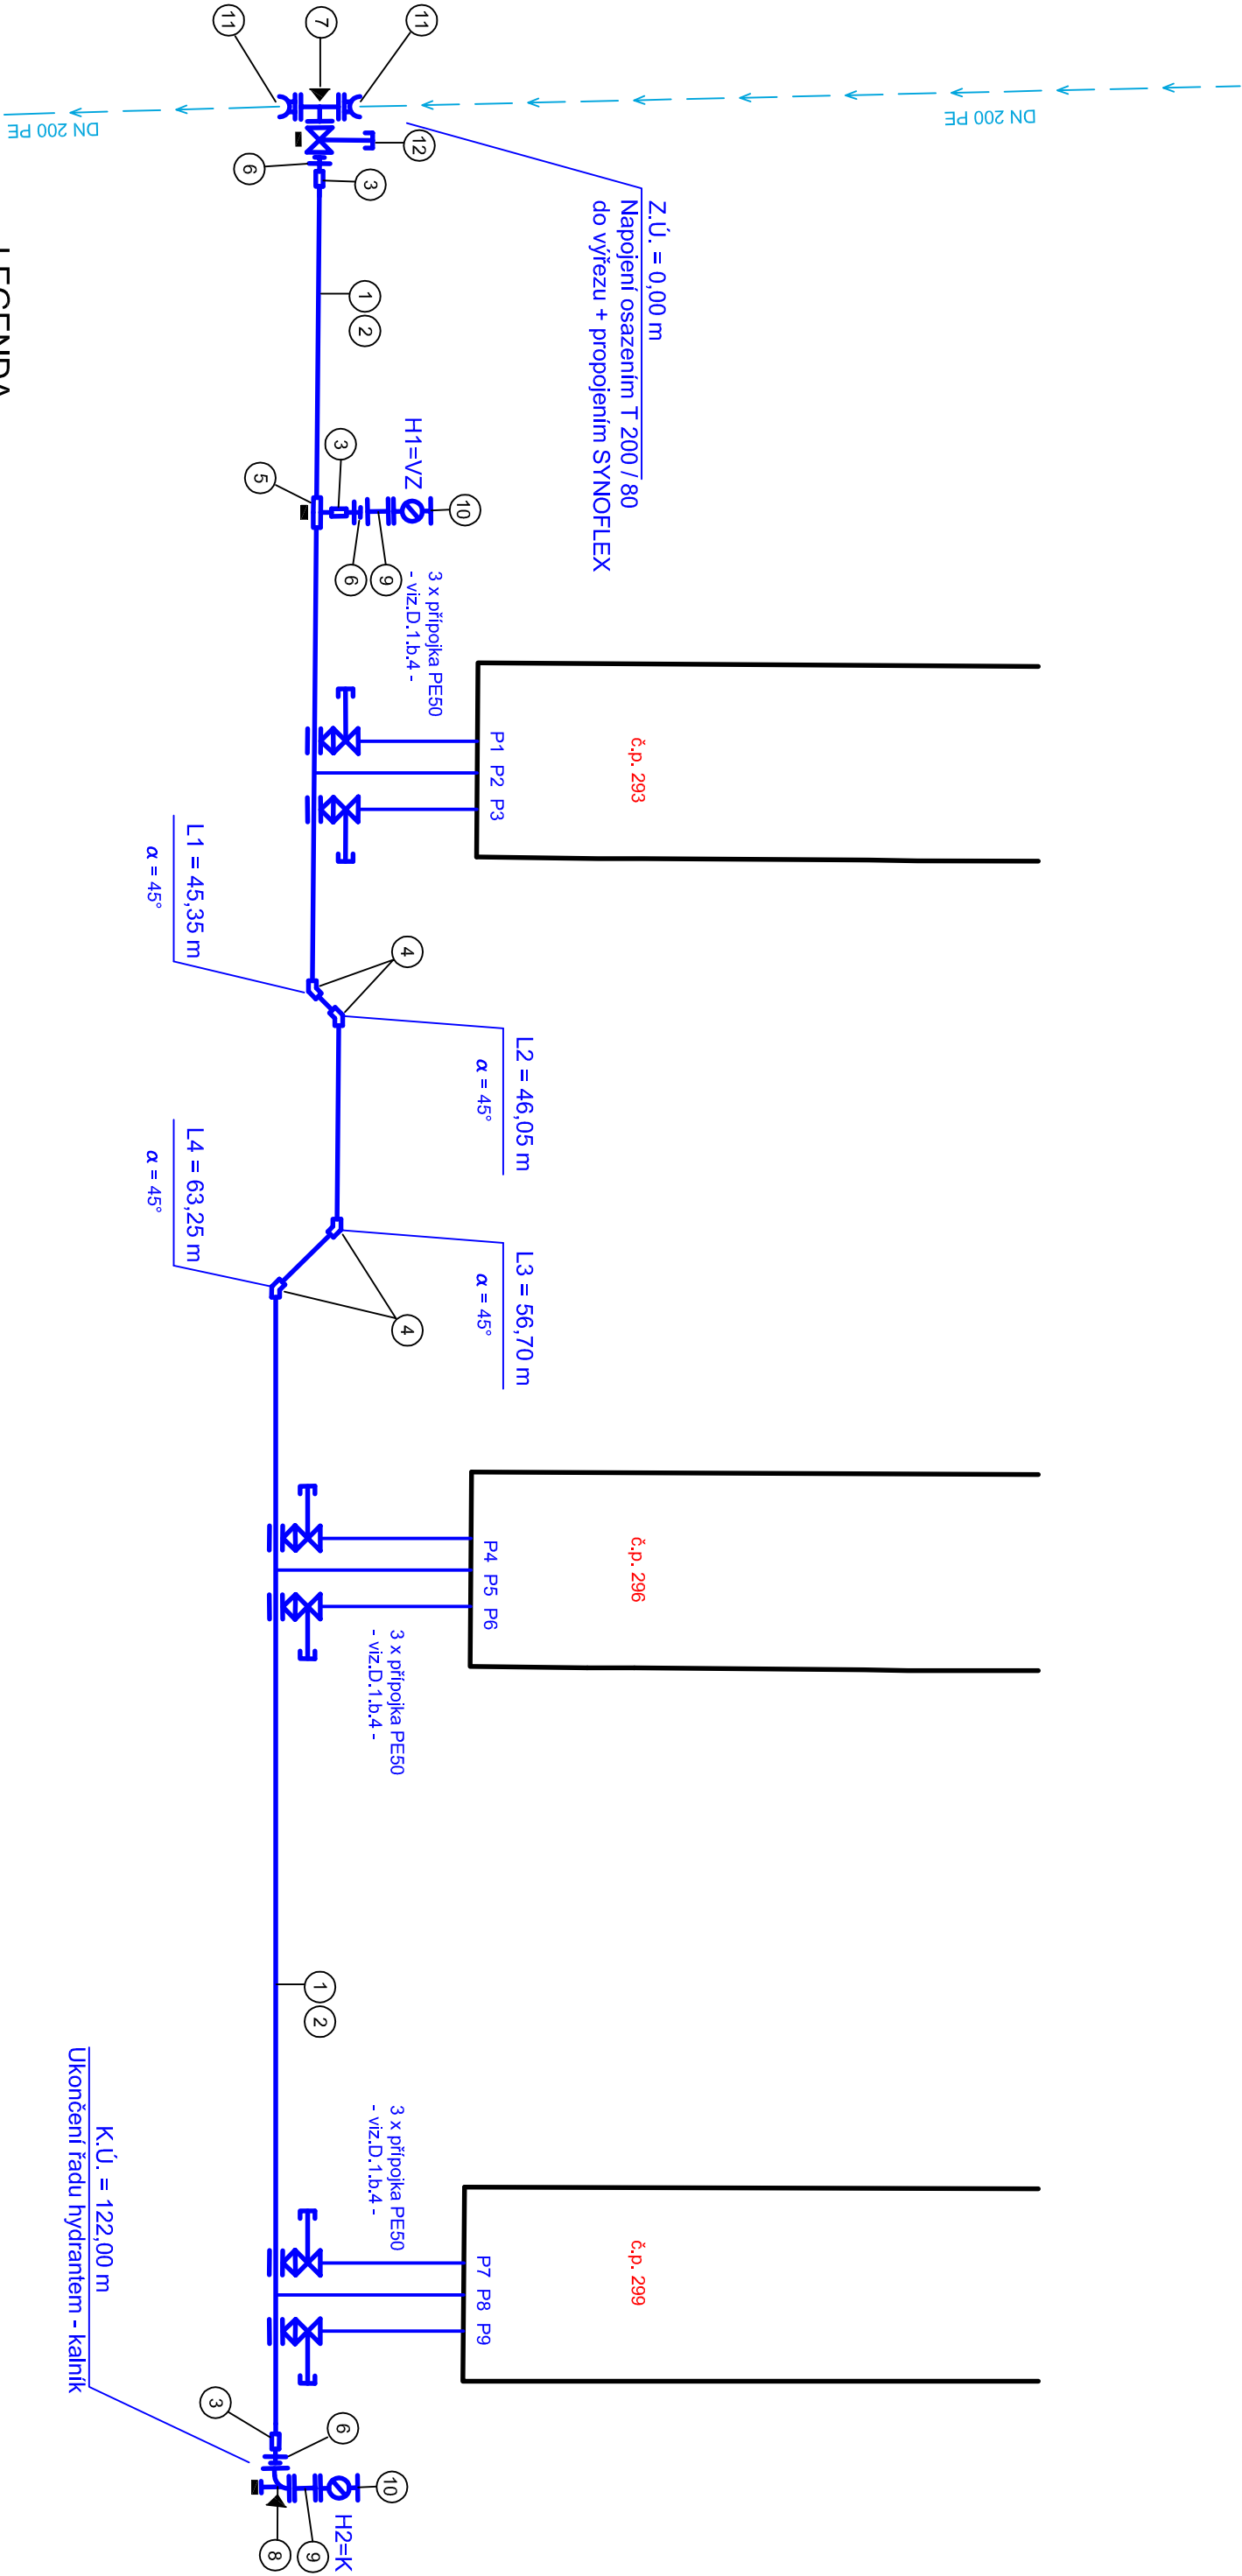 11
7
11
12
6
3
DN 200 PE
DN 200 PE
Z.Ú. = 0,00 m
Napojení osazením T 200 / 80
do výřezu + propojením SYNOFLEX
LEGENDA
1
2
H1=VZ
3
5
10
6
9
3 x přípojka PE50
- viz.D.1.b.4 -
P1 P2 P3
č.p. 293
L1 = 45,35 m
α = 45°
4
L2 = 46,05 m
α = 45°
L3 = 56,70 m
α = 45°
L4 = 63,25 m
α = 45°
4
P4 P5 P6
č.p. 296
3 x přípojka PE50
- viz.D.1.b.4 -
1
2
3 x přípojka PE50
- viz.D.1.b.4 -
P7 P8 P9
č.p. 299
K.Ú. = 122,00 m
Ukončení řadu hydrantem - kalník
3
6
10
H2=K
8
9